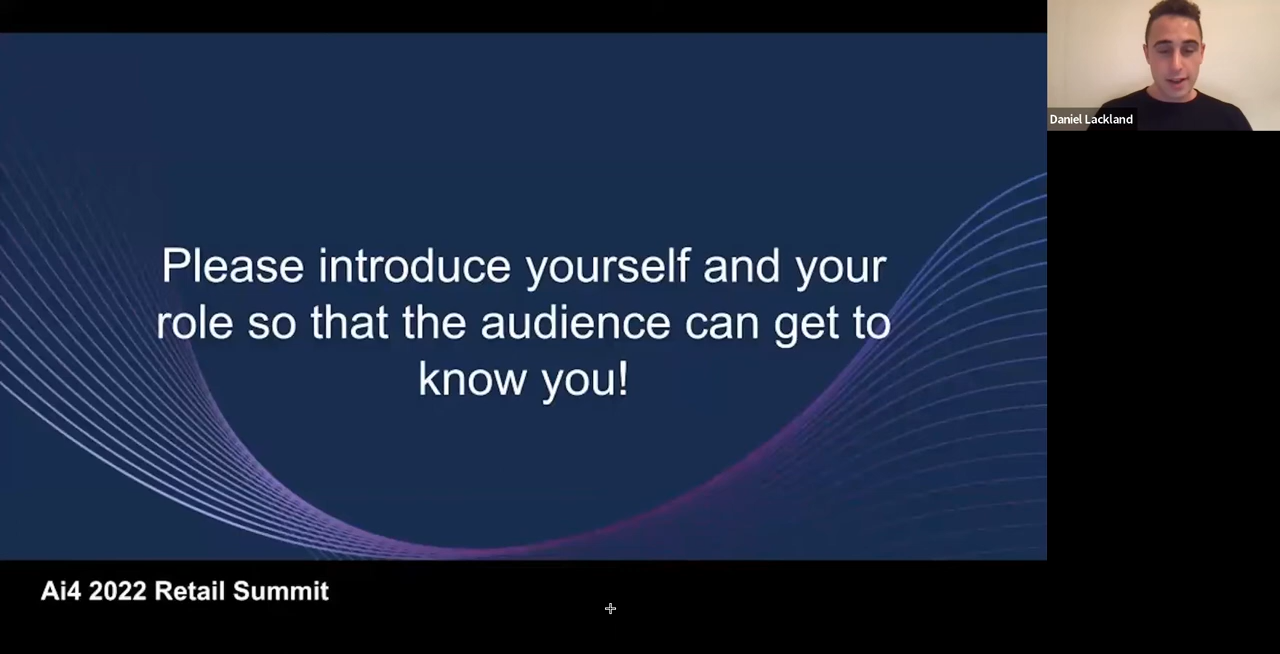 Please introduce yourself and your
role so that the audience can get to
know you!
Daniel Lackland
Ai4 2022 Retail Summit